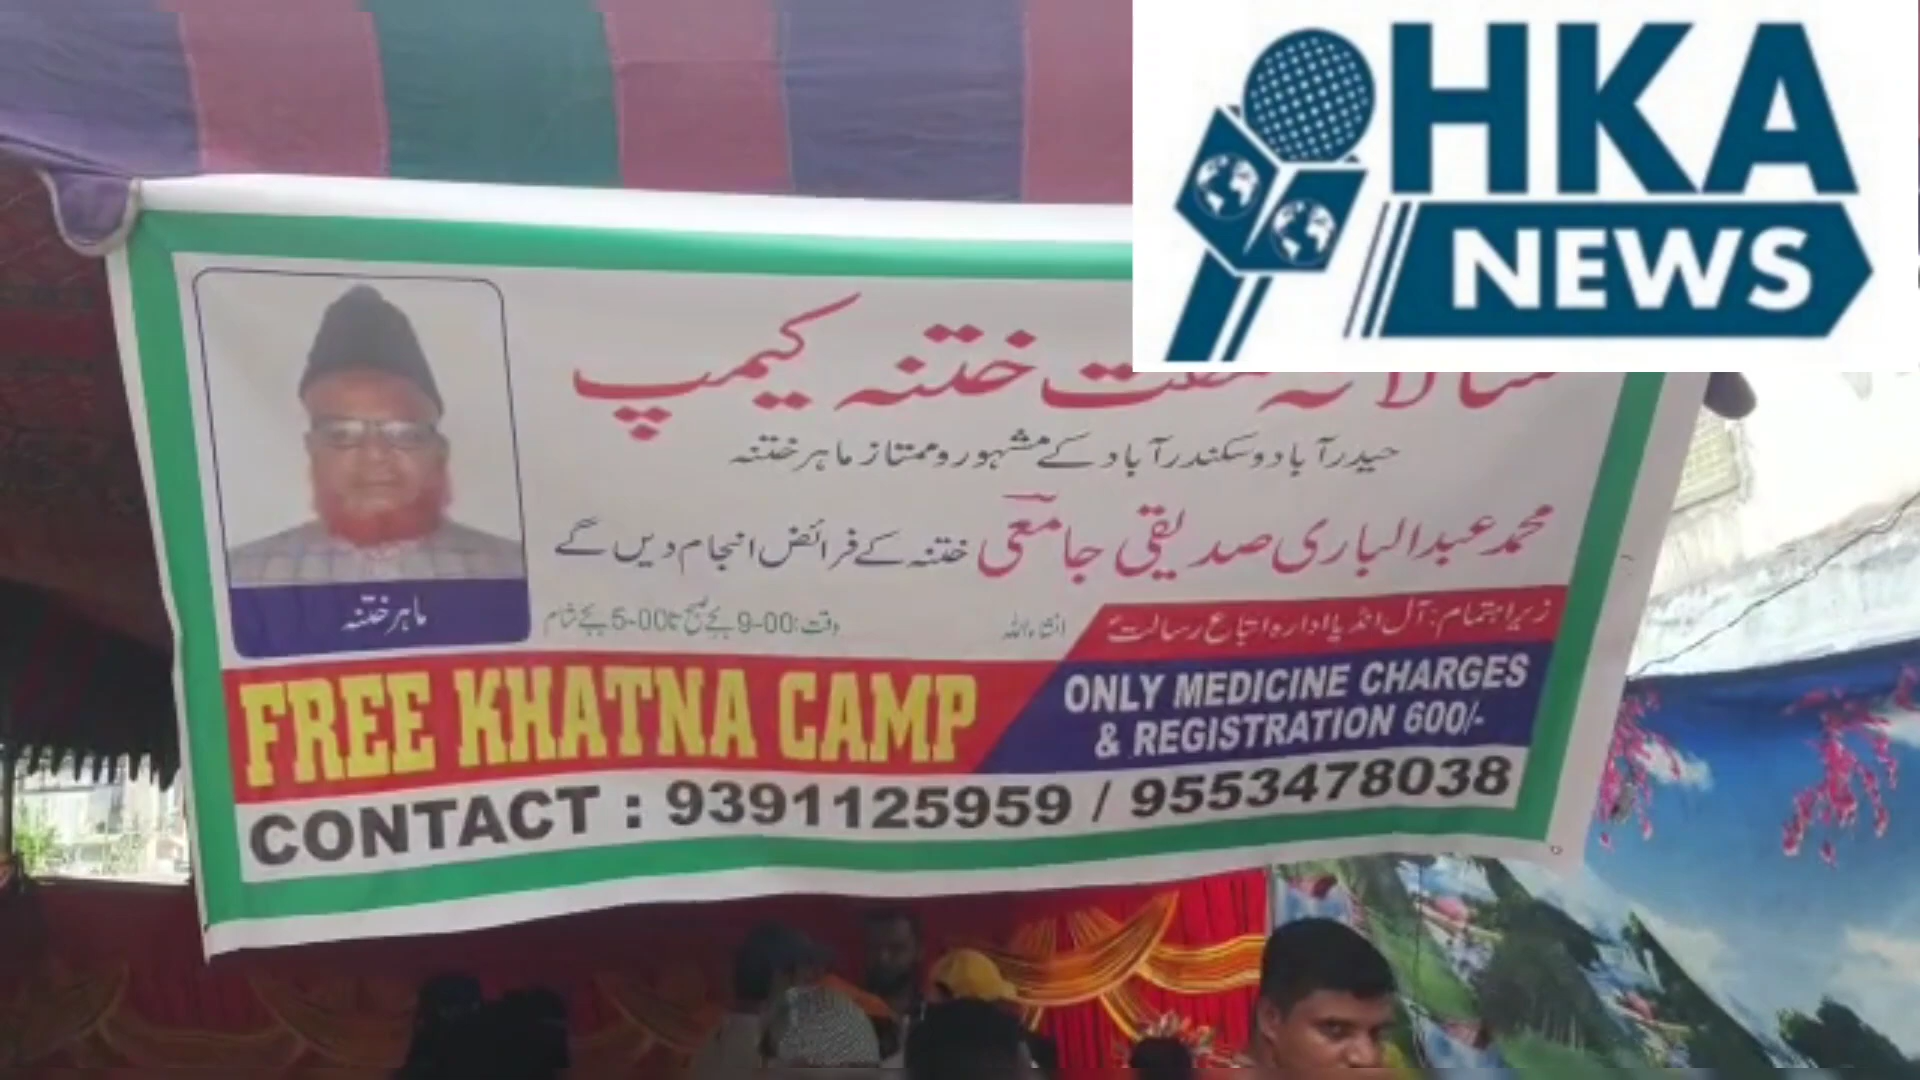 HKA
NEWS
ختنہ کیمپ
حیدرآباد و سکندرآباد کے مشہور و ممتاز ماہر ختنہ
محمد عبدالباری صدیقی جامعی ختنہ کے فرائض انجام دیں گے
ماہر ختنہ
وقت: 9-00 بجے صبح تا 5-00 بجے شام
انشاءاللہ
زیر اہتمام: آل انڈیا ادارہ اتباع رسالت
FREE KHATNA CAMP
ONLY MEDICINE CHARGES
& REGISTRATION 600/-
CONTACT : 9391125959 / 9553478038